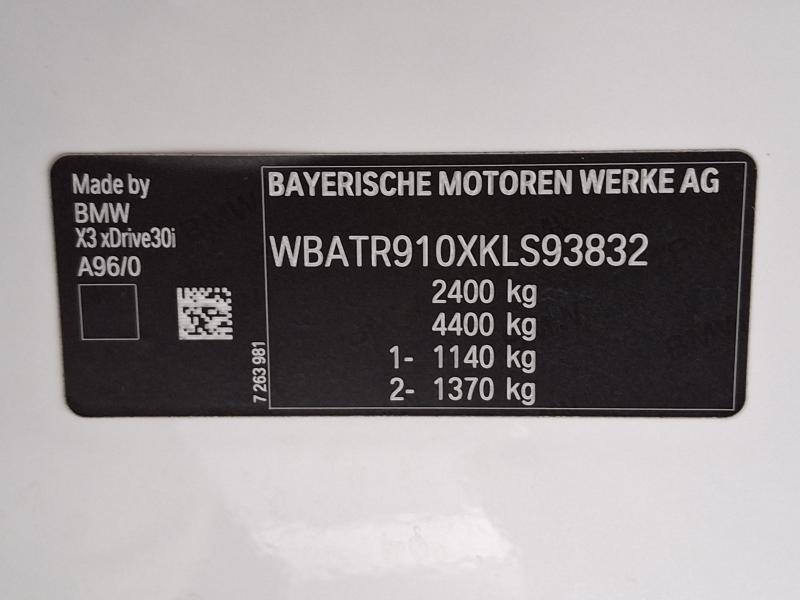 Made by
BMW
X3 xDrive30i
A96/0
7 263 981
BAYERISCHE MOTOREN WERKE AG
WBATR910XKLS93832
2400 kg
4400 kg
1- 1140 kg
2- 1370 kg